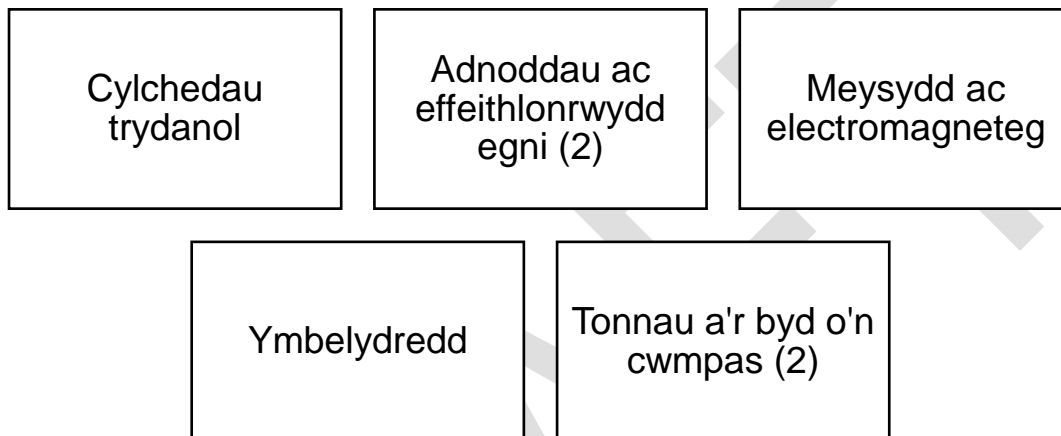 Cylchedau
trydanol
Adnoddau ac
effeithlonrwydd
egni (2)
Meysydd ac
electromagneteg
Ymbelydredd
Tonnau a'r byd o'n
cwmpas (2)